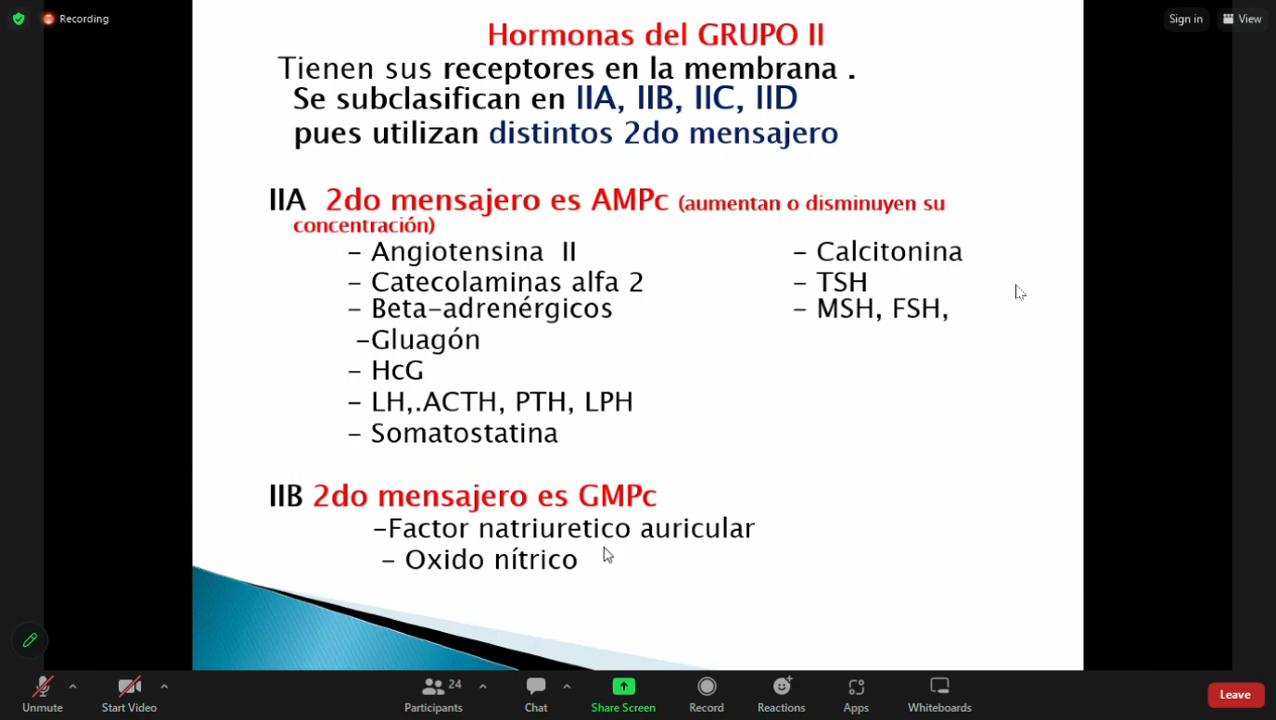 Recording
Sign in
View
Hormonas del GRUPO II
Tienen sus receptores en la membrana .
Se subclasifican en IIA, IIB, IIC, IID
pues utilizan distintos 2do mensajero
IIA 2do mensajero es AMPc (aumentan o disminuyen su
concentración)
- Angiotensina II
- Catecolaminas alfa 2
- Beta-adrenérgicos
-Gluagón
- HcG
- LH,.ACTH, PTH, LPH
- Somatostatina
- Calcitonina
- TSH
- MSH, FSH,
IIB 2do mensajero es GMPc
-Factor natriuretico auricular
- Oxido nítrico
Unmute
Start Video
24
Participants
Chat
Share Screen
Record
Reactions
Apps
Whiteboards
Leave